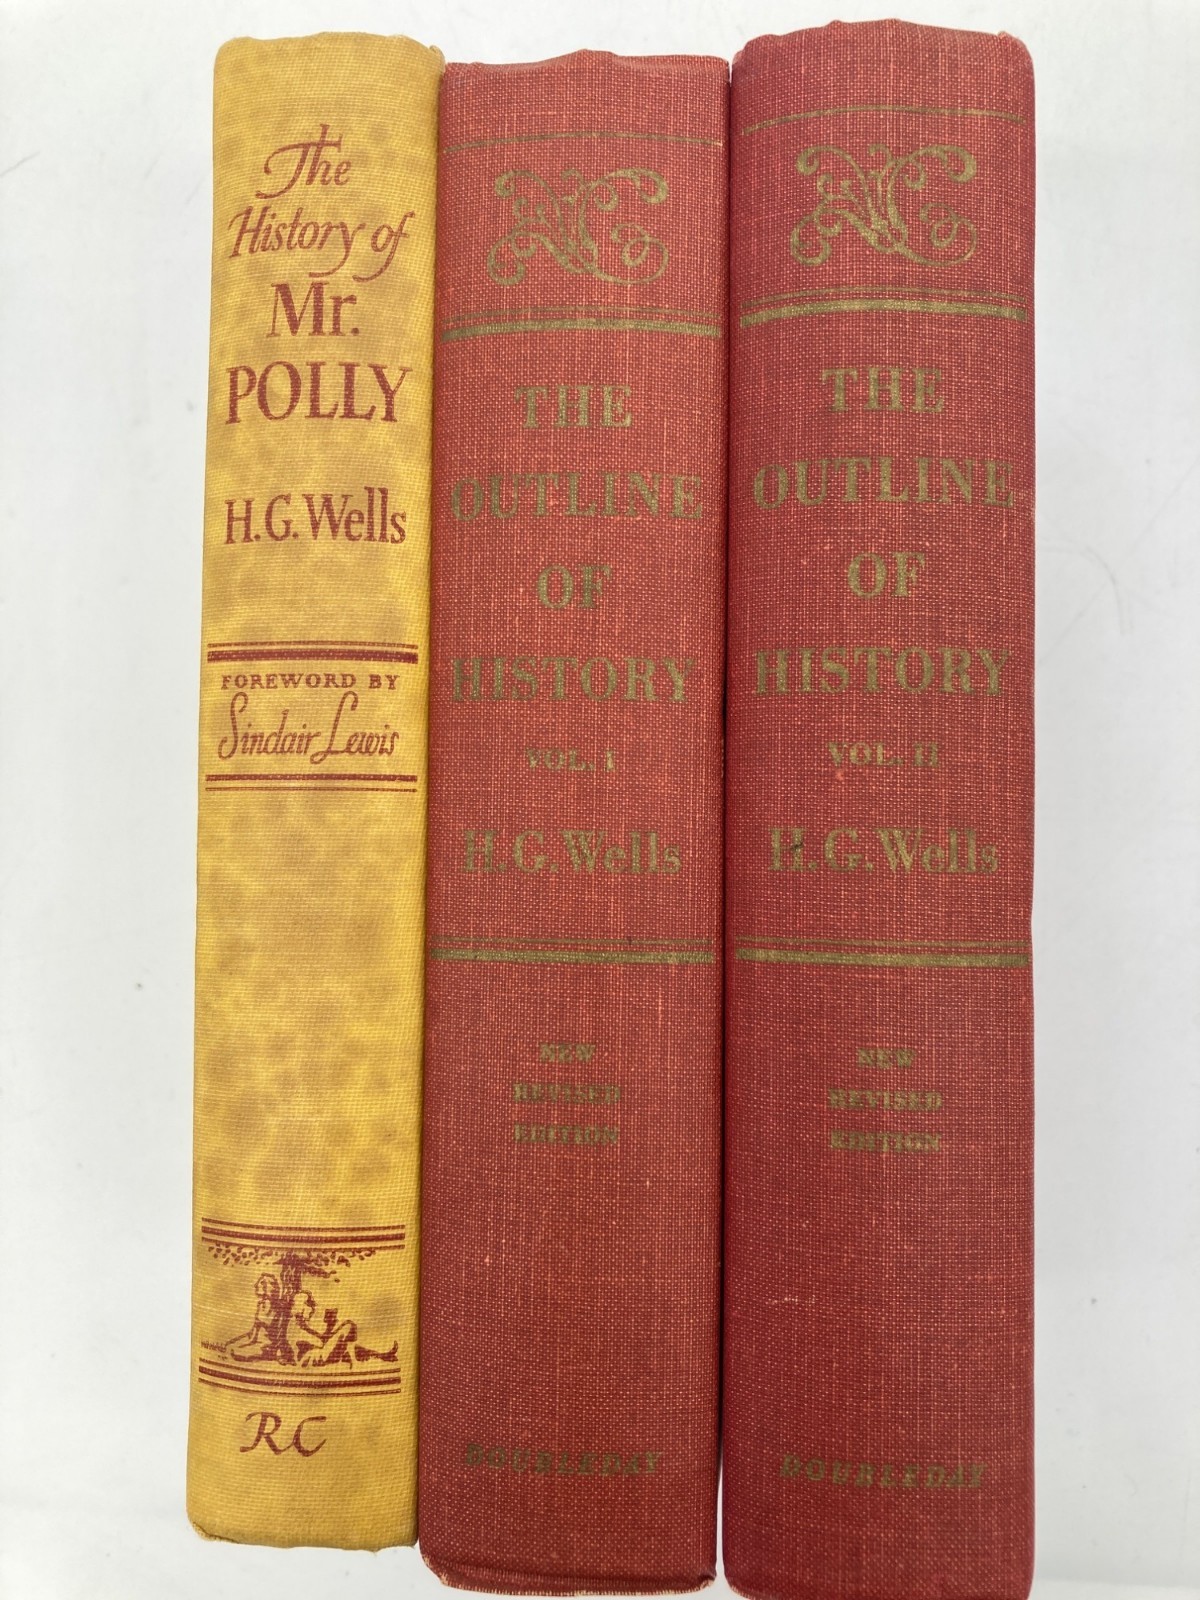 The
History of
Mr.
POLLY
H.G. Wells
FOREWORD BY
Sinclair Lewis
RC
THE
OUTLINE
OF
HISTORY
VOL. I
H.G. Wells
NEW
REVISED
EDITION
DOUBLEDAY
THE
OUTLINE
OF
HISTORY
VOL. II
H.G. Wells
NEW
REVISED
EDITION
DOUBLEDAY